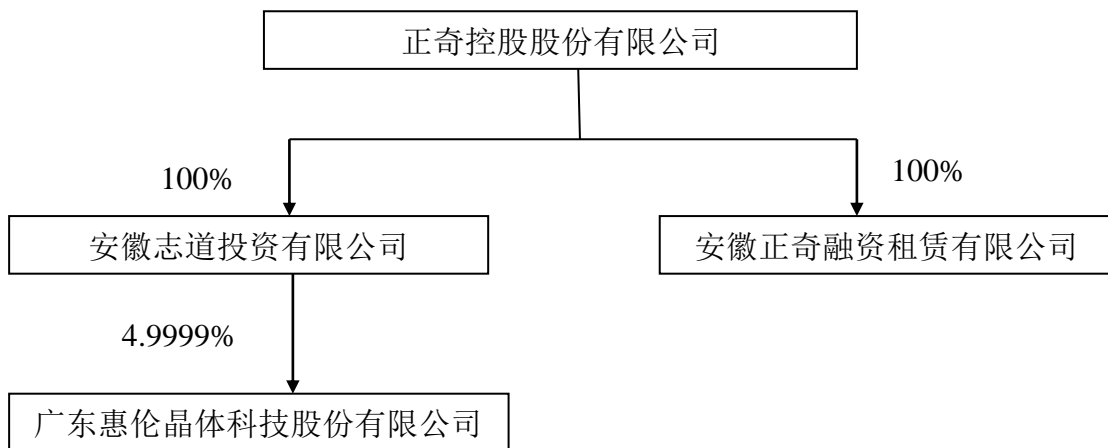 正奇控股股份有限公司
100%
100%
安徽志道投资有限公司
安徽正奇融资租赁有限公司
4.9999%
广东惠伦晶体科技股份有限公司